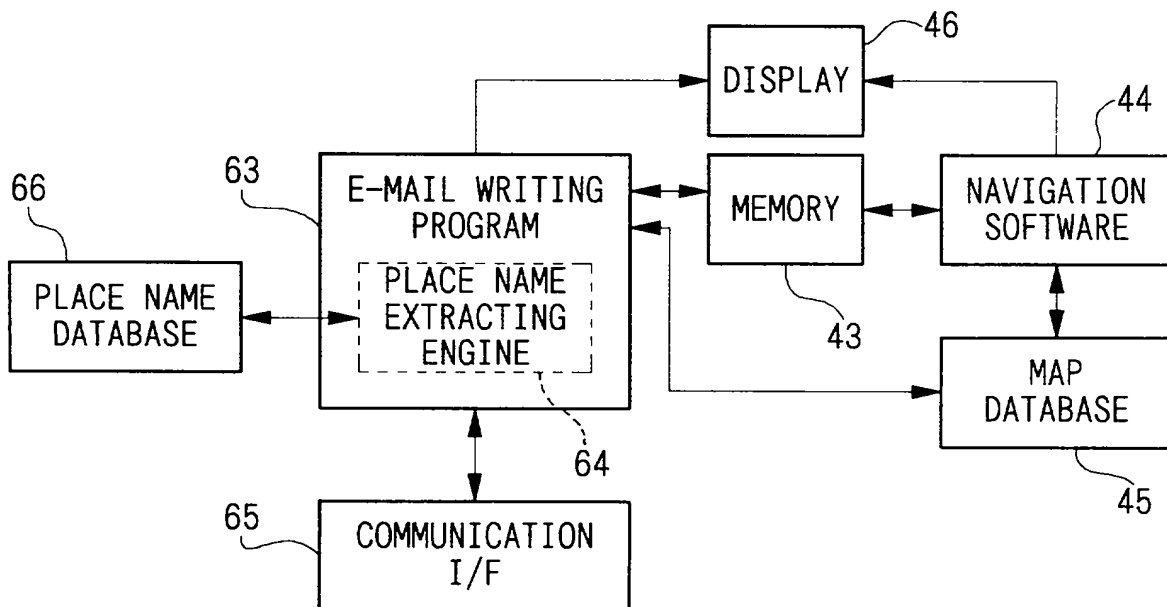 46
DISPLAY
44
63
E-MAIL WRITING
PROGRAM
MEMORY
NAVIGATION
SOFTWARE
66
PLACE NAME
DATABASE
PLACE NAME
EXTRACTING
ENGINE
43
MAP
DATABASE
64
45
65
COMMUNICATION
I/F